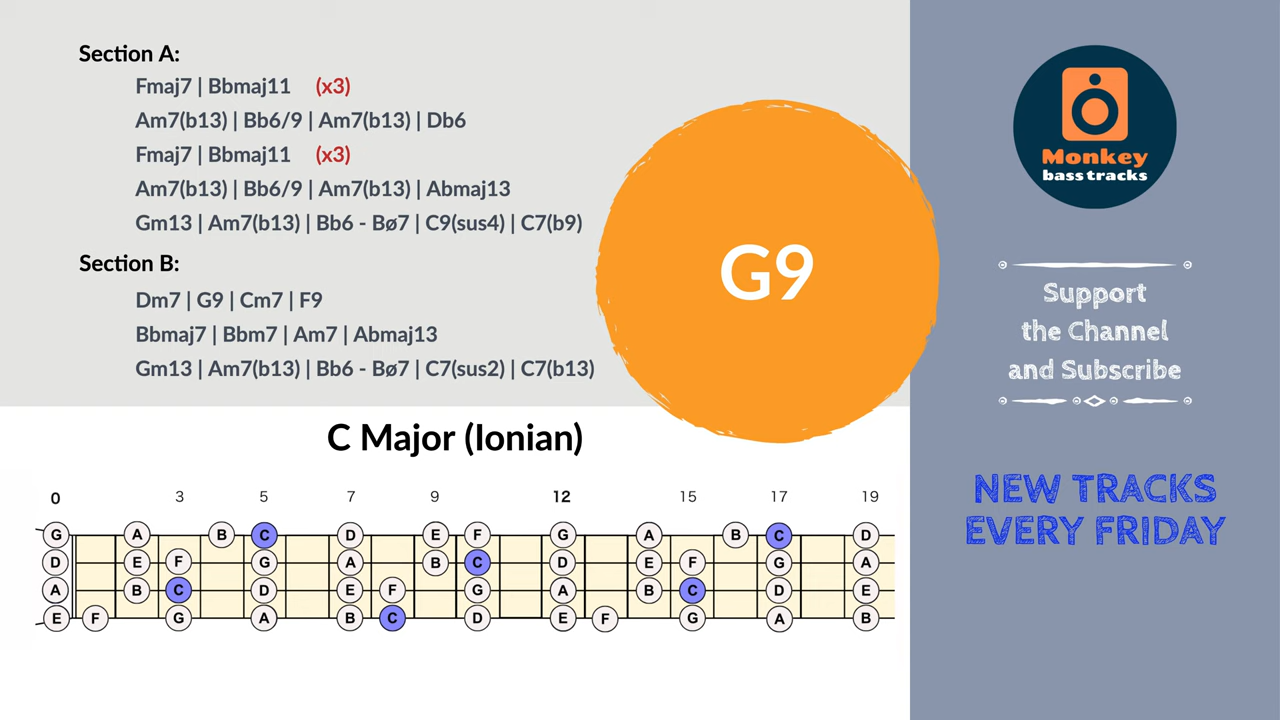 Section A:
Fmaj7 | Bbmaj11 (x3)
Am7(b13) | Bb6/9 | Am7(b13) | Db6
Fmaj7 | Bbmaj11 (x3)
Am7(b13) | Bb6/9 | Am7(b13) | Abmaj13
Gm13 | Am7(b13) | Bb6 - Bø7 | C9(sus4) | C7(b9)
Section B:
Dm7 | G9 | Cm7 | F9
Bbmaj7 | Bbm7 | Am7 | Abmaj13
Gm13 | Am7(b13) | Bb6 - Bø7 | C7(sus2) | C7(b13)
G9
Monkey
bass tracks
Support
the Channel
and Subscribe
NEW TRACKS
EVERY FRIDAY
C Major (Ionian)
0 3 5 7 9 12 15 17 19
G A B C D E F G A B C D
D E F G A B C D E F G A
A B C D E F G A B C D E
E F G A B C D E F G A B